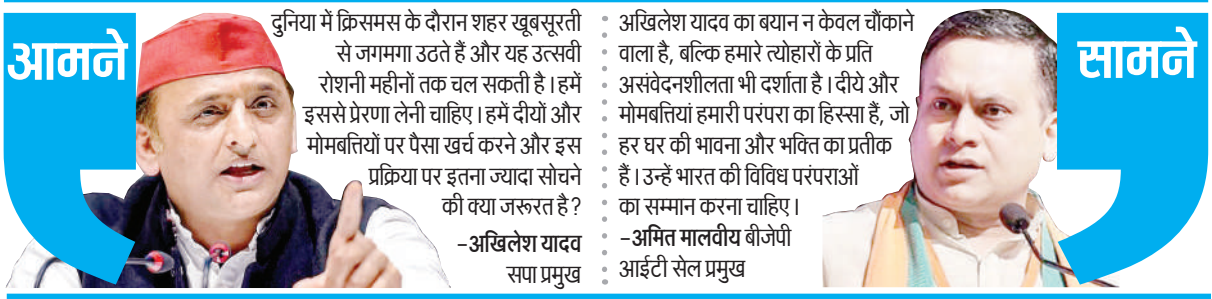 आमने
दुनिया में क्रिसमस के दौरान शहर खूबसूरती
से जगमगा उठते हैं और यह उत्सवी
रोशनी महीनों तक चल सकती है। हमें
इससे प्रेरणा लेनी चाहिए। हमें दीयों और
मोमबत्तियों पर पैसा खर्च करने और इस
प्रक्रिया पर इतना ज्यादा सोचने
की क्या जरूरत है?
-अखिलेश यादव
सपा प्रमुख
अखिलेश यादव का बयान न केवल चौंकाने
वाला है, बल्कि हमारे त्योहारों के प्रति
असंवेदनशीलता भी दर्शाता है। दीये और
मोमबत्तियां हमारी परंपरा का हिस्सा हैं, जो
हर घर की भावना और भक्ति का प्रतीक
हैं। उन्हें भारत की विविध परंपराओं
का सम्मान करना चाहिए।
-अमित मालवीय बीजेपी
आईटी सेल प्रमुख
सामने